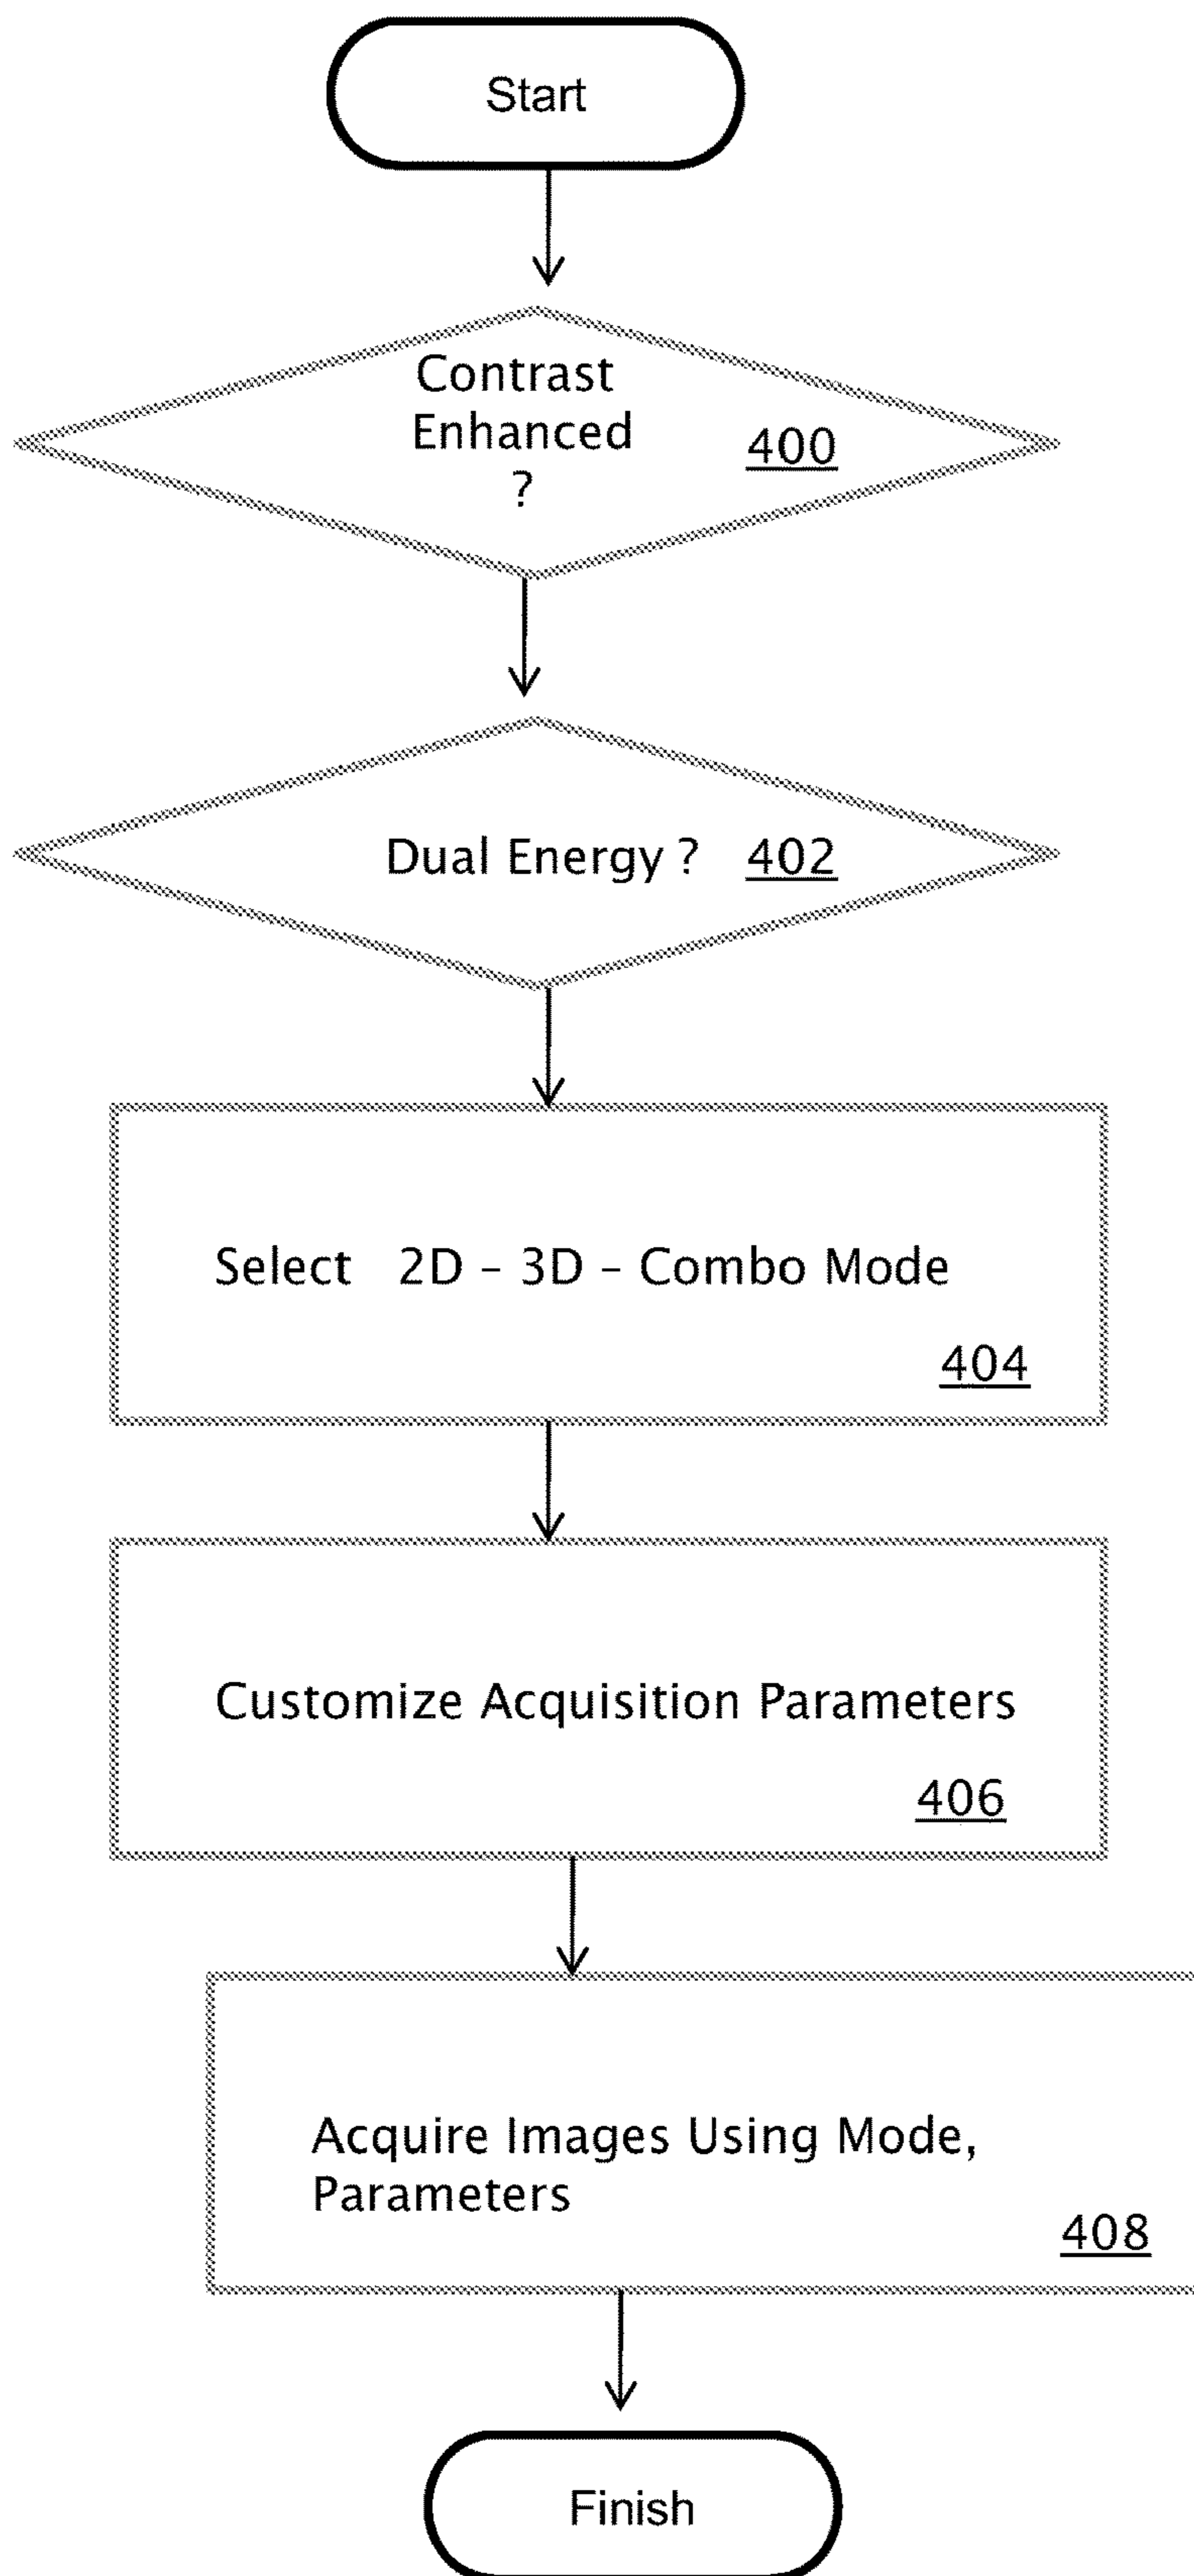 Start
Contrast
Enhanced
?
400
Dual Energy ? 402
Select 2D – 3D – Combo Mode
404
Customize Acquisition Parameters
406
Acquire Images Using Mode,
Parameters
408
Finish